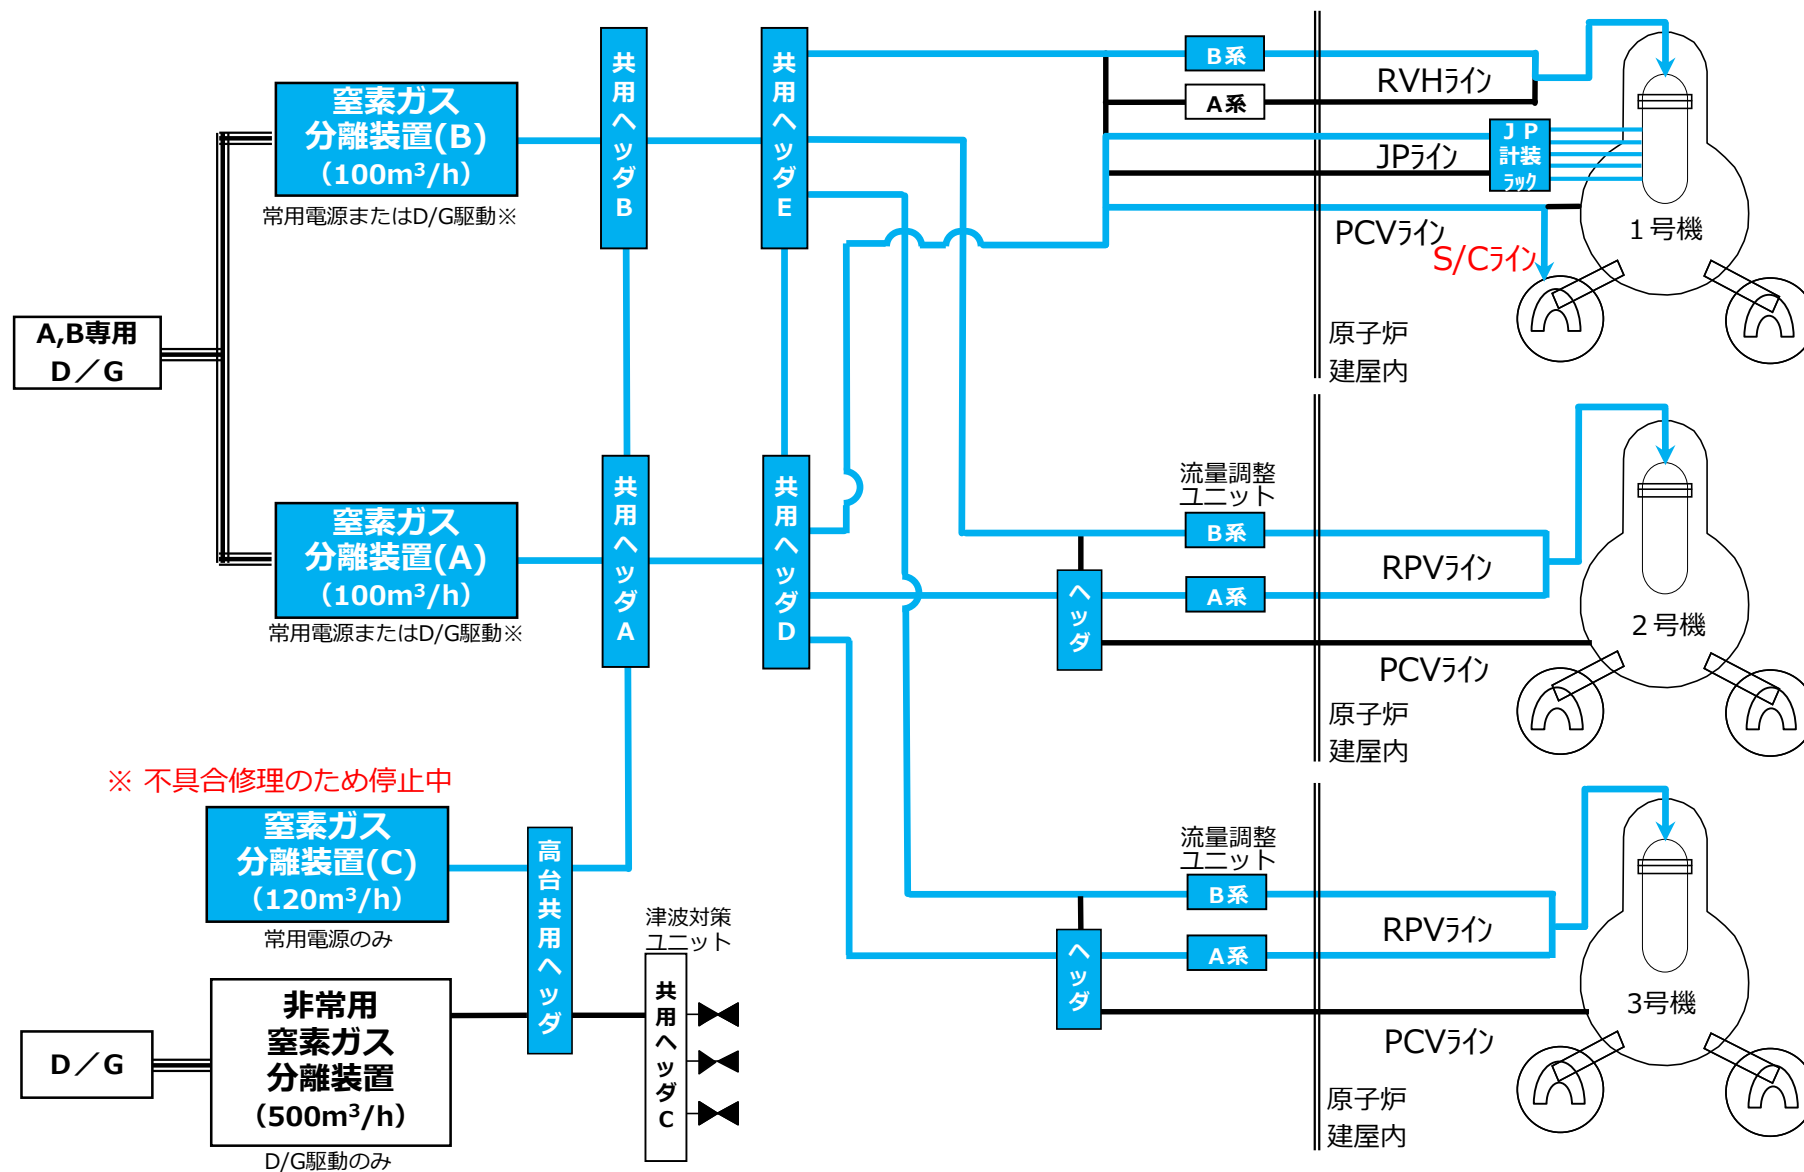 窒素ガス
分離装置(B)
（100m³/h）
常用電源またはD/G駆動※
共用ヘッダB
共用ヘッダE
B系
A系
RVHライン
JPライン
JP
計装
ラック
PCVライン
S/Cライン
1号機
原子炉
建屋内
A,B専用
D／G
窒素ガス
分離装置(A)
（100m³/h）
常用電源またはD/G駆動※
共用ヘッダA
共用ヘッダD
流量調整
ユニット
B系
A系
ヘッダ
RPVライン
PCVライン
2号機
原子炉
建屋内
※ 不具合修理のため停止中
窒素ガス
分離装置(C)
（120m³/h）
常用電源のみ
高台共用ヘッダ
津波対策
ユニット
共用ヘッダC
D／G
非常用
窒素ガス
分離装置
（500m³/h）
D/G駆動のみ
流量調整
ユニット
B系
A系
ヘッダ
RPVライン
PCVライン
3号機
原子炉
建屋内